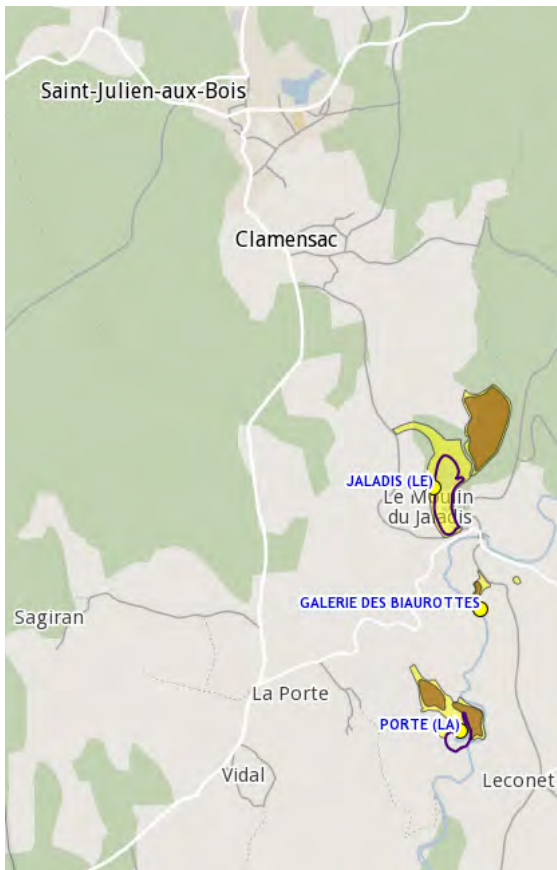 Saint-Julien-aux-Bois
Clamensac
JALADIS (LE)
Le Moulin
du Jaladis
GALERIE DES BIAUROTTES
Sagiran
La Porte
PORTE (LA)
Vidal
Leconet